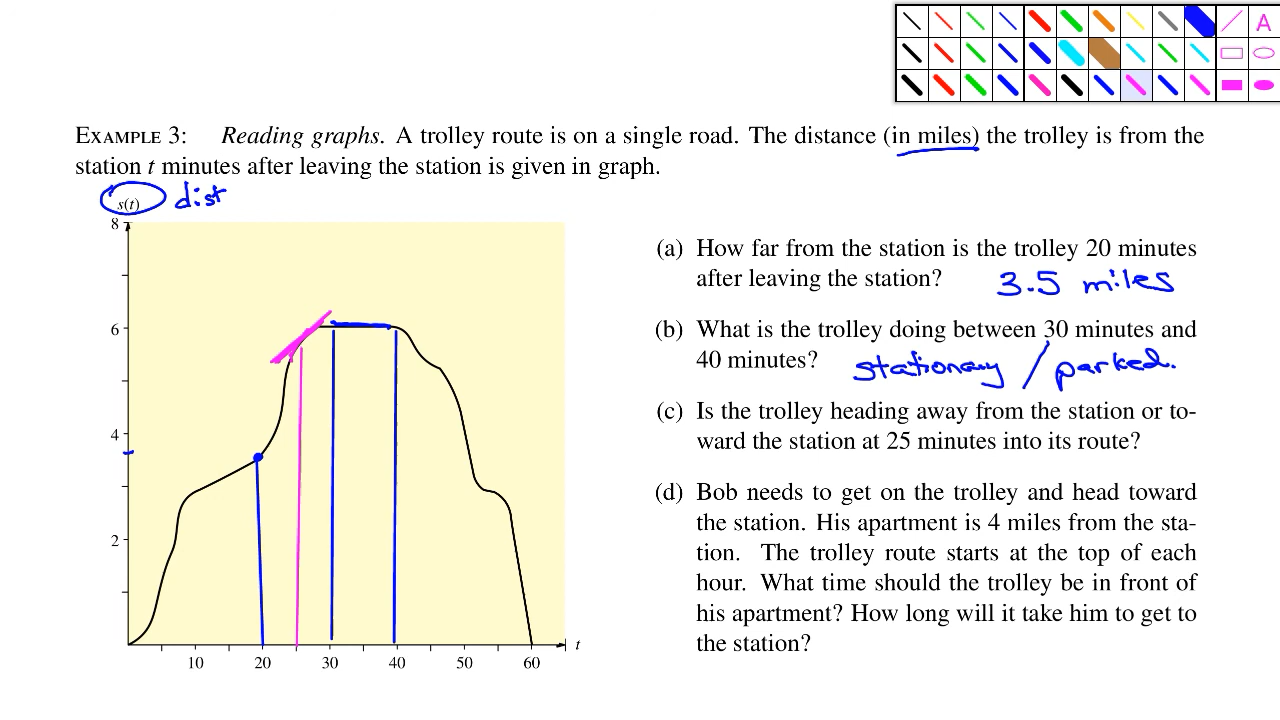 A
EXAMPLE 3: Reading graphs. A trolley route is on a single road. The distance (in miles) the trolley is from the
station t minutes after leaving the station is given in graph.
s(t) dist
8
6
4
2
10 20 30 40 50 60 t
(a) How far from the station is the trolley 20 minutes
after leaving the station? 3.5 miles
(b) What is the trolley doing between 30 minutes and
40 minutes? stationary / parked.
(c) Is the trolley heading away from the station or to-
ward the station at 25 minutes into its route?
(d) Bob needs to get on the trolley and head toward
the station. His apartment is 4 miles from the sta-
tion. The trolley route starts at the top of each
hour. What time should the trolley be in front of
his apartment? How long will it take him to get to
the station?